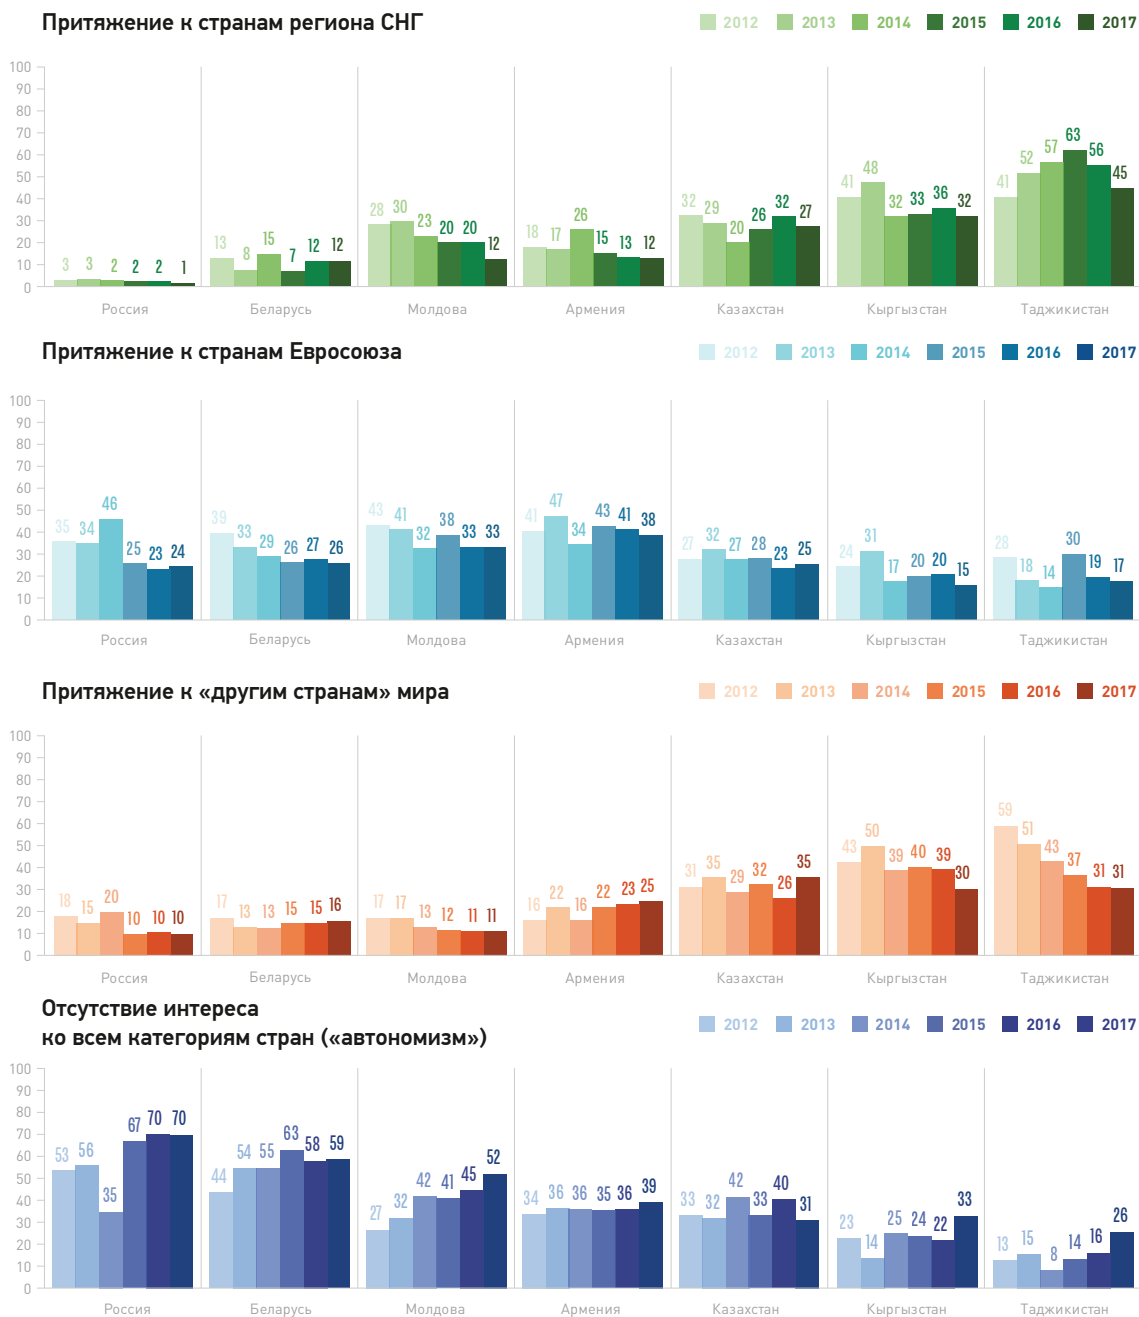 Притяжение к странам региона СНГ
2012 2013 2014 2015 2016 2017
100
90
80
70
60
50
40
30
20
10
0
3 3 2 2 2 1
13 8 15 7 12 12
28 30 23 20 20 12
18 17 26 15 13 12
32 29 20 26 32 27
41 48 32 33 36 32
41 52 57 63 56 45
Россия Беларусь Молдова Армения Казахстан Кыргызстан Таджикистан
Притяжение к странам Евросоюза
2012 2013 2014 2015 2016 2017
100
90
80
70
60
50
40
30
20
10
0
35 34 46 25 23 24
39 33 29 26 27 26
43 41 32 38 33 33
41 47 34 43 41 38
27 32 27 28 23 25
24 31 17 20 20 15
28 18 14 30 19 17
Россия Беларусь Молдова Армения Казахстан Кыргызстан Таджикистан
Притяжение к «другим странам» мира
2012 2013 2014 2015 2016 2017
100
90
80
70
60
50
40
30
20
10
0
18 15 20 10 10 10
17 13 13 15 15 16
17 17 13 12 11 11
16 22 16 22 23 25
31 35 29 32 26 35
43 50 39 40 39 30
59 51 43 37 31 31
Россия Беларусь Молдова Армения Казахстан Кыргызстан Таджикистан
Отсутствие интереса
ко всем категориям стран («автономизм»)
2012 2013 2014 2015 2016 2017
100
90
80
70
60
50
40
30
20
10
0
53 56 35 67 70 70
44 54 55 63 58 59
27 32 42 41 45 52
34 36 36 35 36 39
33 32 42 33 40 31
23 14 25 24 22 33
13 15 8 14 16 26
Россия Беларусь Молдова Армения Казахстан Кыргызстан Таджикистан